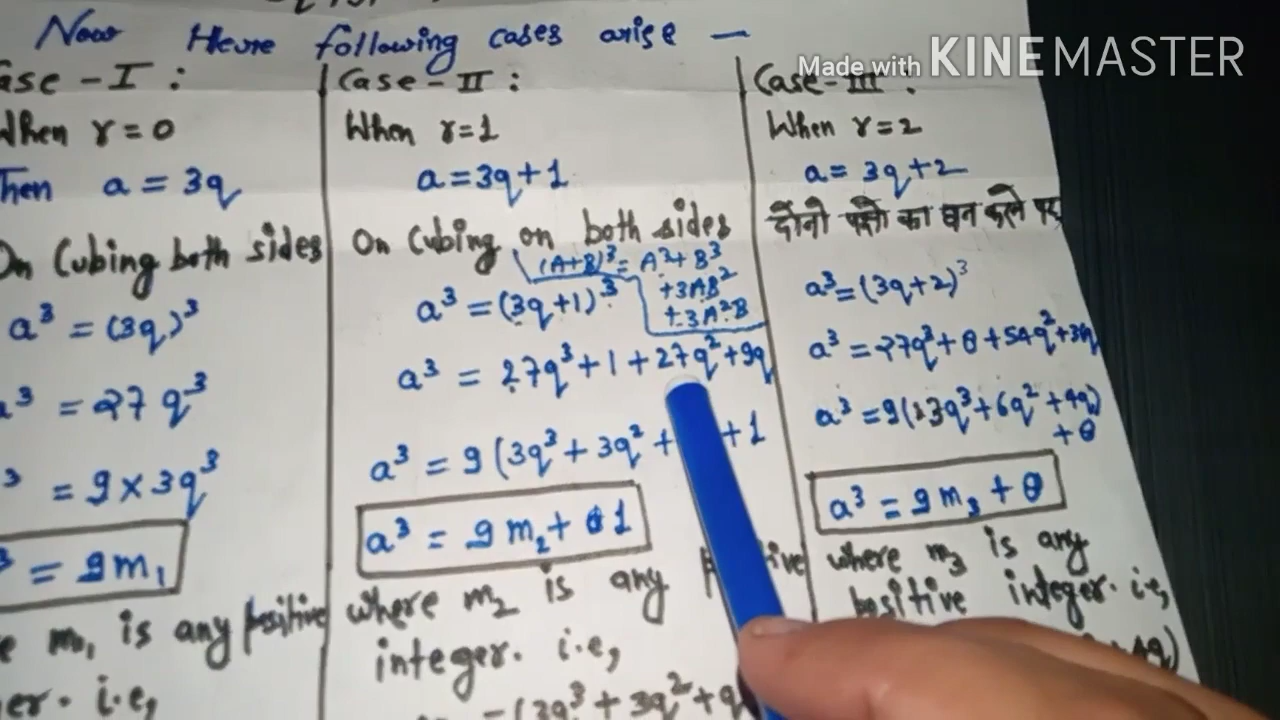 Now Here following cases arise —
Made with KINEMASTER
Case - I :
When r = 0
Then a = 3q
On Cubing both sides
a³ = (3q)³
a³ = 27q³
³ = 9 × 3q³
³ = 9m₁
m₁ is any positive
i.e,
Case - II :
When r = 1
a = 3q + 1
On Cubing on both sides
(A+B)³ = A³ + B³
+ 3AB²
+ 3A²B
a³ = (3q+1)³
a³ = 27q³ + 1 + 27q² + 9q
a³ = 9(3q³ + 3q² + + 1
a³ = 9m₂ + 1
where m₂ is any
integer. i.e,
(3q³ + 3q² + q
Case - III :
When r = 2
a = 3q + 2
दोनो पक्षो का घन करने पर
a³ = (3q+2)³
a³ = 27q³ + 8 + 54q² + 36q
a³ = 9(3q³ + 6q² + 4q)
+ 8
a³ = 9m₃ + 8
where m₃ is any
positive integer. i.e,
4q)